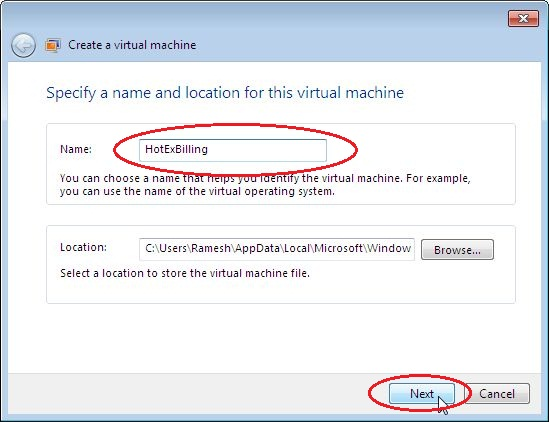 Create a virtual machine
Specify a name and location for this virtual machine
Name: HotExBilling
You can choose a name that helps you identify the virtual machine. For example,
you can use the name of the virtual operating system.
Location: C:\Users\Ramesh\AppData\Local\Microsoft\Window Browse...
Select a location to store the virtual machine file.
Next Cancel